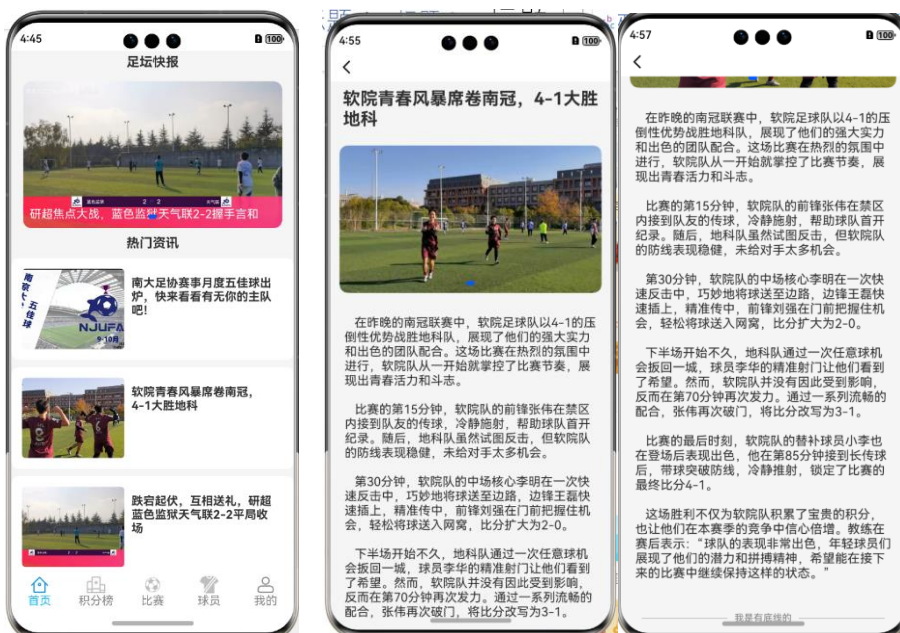 4:45
100
足坛快报
蓝色监狱 2 - 2 天气联
研超焦点大战，蓝色监狱天气联2-2握手言和
热门资讯
南京大
五佳球
NJUFA
9-10月
南大足协赛事月度五佳球出
炉，快来看看有无你的主队
吧！
软院青春风暴席卷南冠，
4-1大胜地科
跌宕起伏，互相送礼，研超
蓝色监狱天气联2-2平局收
场
首页
积分榜
比赛
球员
我的
4:55
100
软院青春风暴席卷南冠，4-1大胜
地科
在昨晚的南冠联赛中，软院足球队以4-1的压
倒性优势战胜地科队，展现了他们的强大实力
和出色的团队配合。这场比赛在热烈的氛围中
进行，软院队从一开始就掌控了比赛节奏，展
现出青春活力和斗志。
比赛的第15分钟，软院队的前锋张伟在禁区
内接到队友的传球，冷静施射，帮助球队首开
纪录。随后，地科队虽然试图反击，但软院队
的防线表现稳健，未给对手太多机会。
第30分钟，软院队的中场核心李明在一次快
速反击中，巧妙地将球送至边路，边锋王磊快
速插上，精准传中，前锋刘强在门前把握住机
会，轻松将球送入网窝，比分扩大为2-0。
下半场开始不久，地科队通过一次任意球机
会扳回一城，球员李华的精准射门让他们看到
了希望。然而，软院队并没有因此受到影响，
反而在第70分钟再次发力。通过一系列流畅的
配合，张伟再次破门，将比分改写为3-1。
4:57
100
在昨晚的南冠联赛中，软院足球队以4-1的压
倒性优势战胜地科队，展现了他们的强大实力
和出色的团队配合。这场比赛在热烈的氛围中
进行，软院队从一开始就掌控了比赛节奏，展
现出青春活力和斗志。
比赛的第15分钟，软院队的前锋张伟在禁区
内接到队友的传球，冷静施射，帮助球队首开
纪录。随后，地科队虽然试图反击，但软院队
的防线表现稳健，未给对手太多机会。
第30分钟，软院队的中场核心李明在一次快
速反击中，巧妙地将球送至边路，边锋王磊快
速插上，精准传中，前锋刘强在门前把握住机
会，轻松将球送入网窝，比分扩大为2-0。
下半场开始不久，地科队通过一次任意球机
会扳回一城，球员李华的精准射门让他们看到
了希望。然而，软院队并没有因此受到影响，
反而在第70分钟再次发力。通过一系列流畅的
配合，张伟再次破门，将比分改写为3-1。
比赛的最后时刻，软院队的替补球员小李也
在登场后表现出色，他在第85分钟接到长传球
后，带球突破防线，冷静推射，锁定了比赛的
最终比分4-1。
这场胜利不仅为软院队积累了宝贵的积分，
也让他们在本赛季的竞争中信心倍增。教练在
赛后表示：“球队的表现非常出色，年轻球员们
展现了他们的潜力和拼搏精神，希望能在接下
来的比赛中继续保持这样的状态。”
我是有底线的